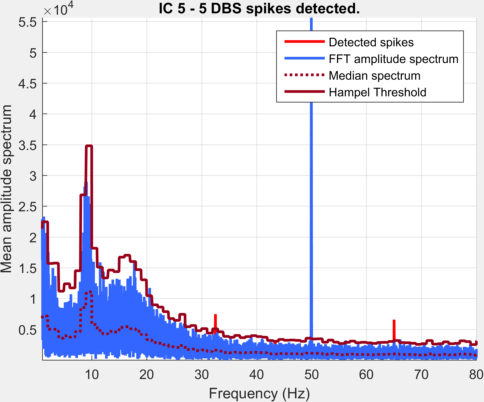 IC 5 - 5 DBS spikes detected.
×10⁴
5.5
5
4.5
4
3.5
3
2.5
2
1.5
1
0.5
Mean amplitude spectrum
Detected spikes
FFT amplitude spectrum
Median spectrum
Hampel Threshold
10 20 30 40 50 60 70 80
Frequency (Hz)